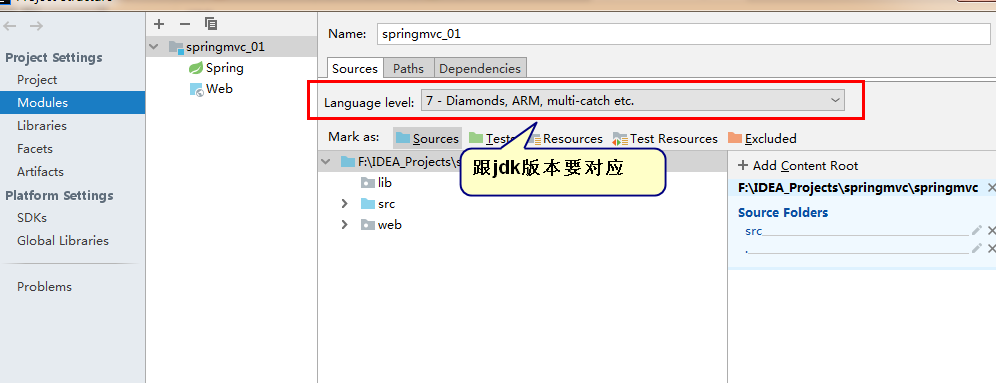 Project Structure
Name: springmvc_01
Project Settings
Project
Modules
Libraries
Facets
Artifacts
Platform Settings
SDKs
Global Libraries
Problems
springmvc_01
Spring
Web
Sources Paths Dependencies
Language level: 7 - Diamonds, ARM, multi-catch etc.
Mark as: Sources Tests Resources Test Resources Excluded
跟jdk版本要对应
F:\IDEA_Projects\s
lib
src
web
+ Add Content Root
F:\IDEA_Projects\springmvc\springmvc
Source Folders
src
.